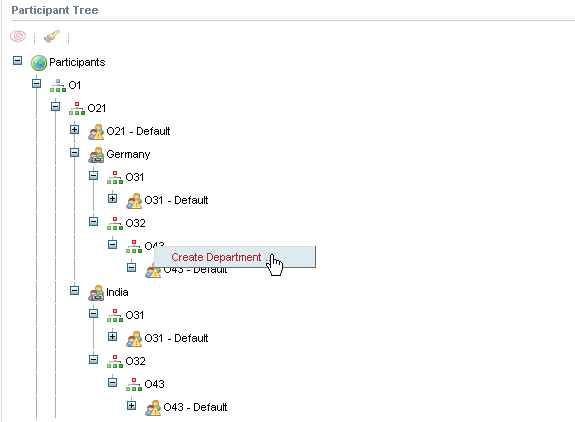 Participant Tree
Participants
O1
O21
O21 - Default
Germany
O31
O31 - Default
O32
O43
Create Department
O43 - Default
India
O31
O31 - Default
O32
O43
O43 - Default